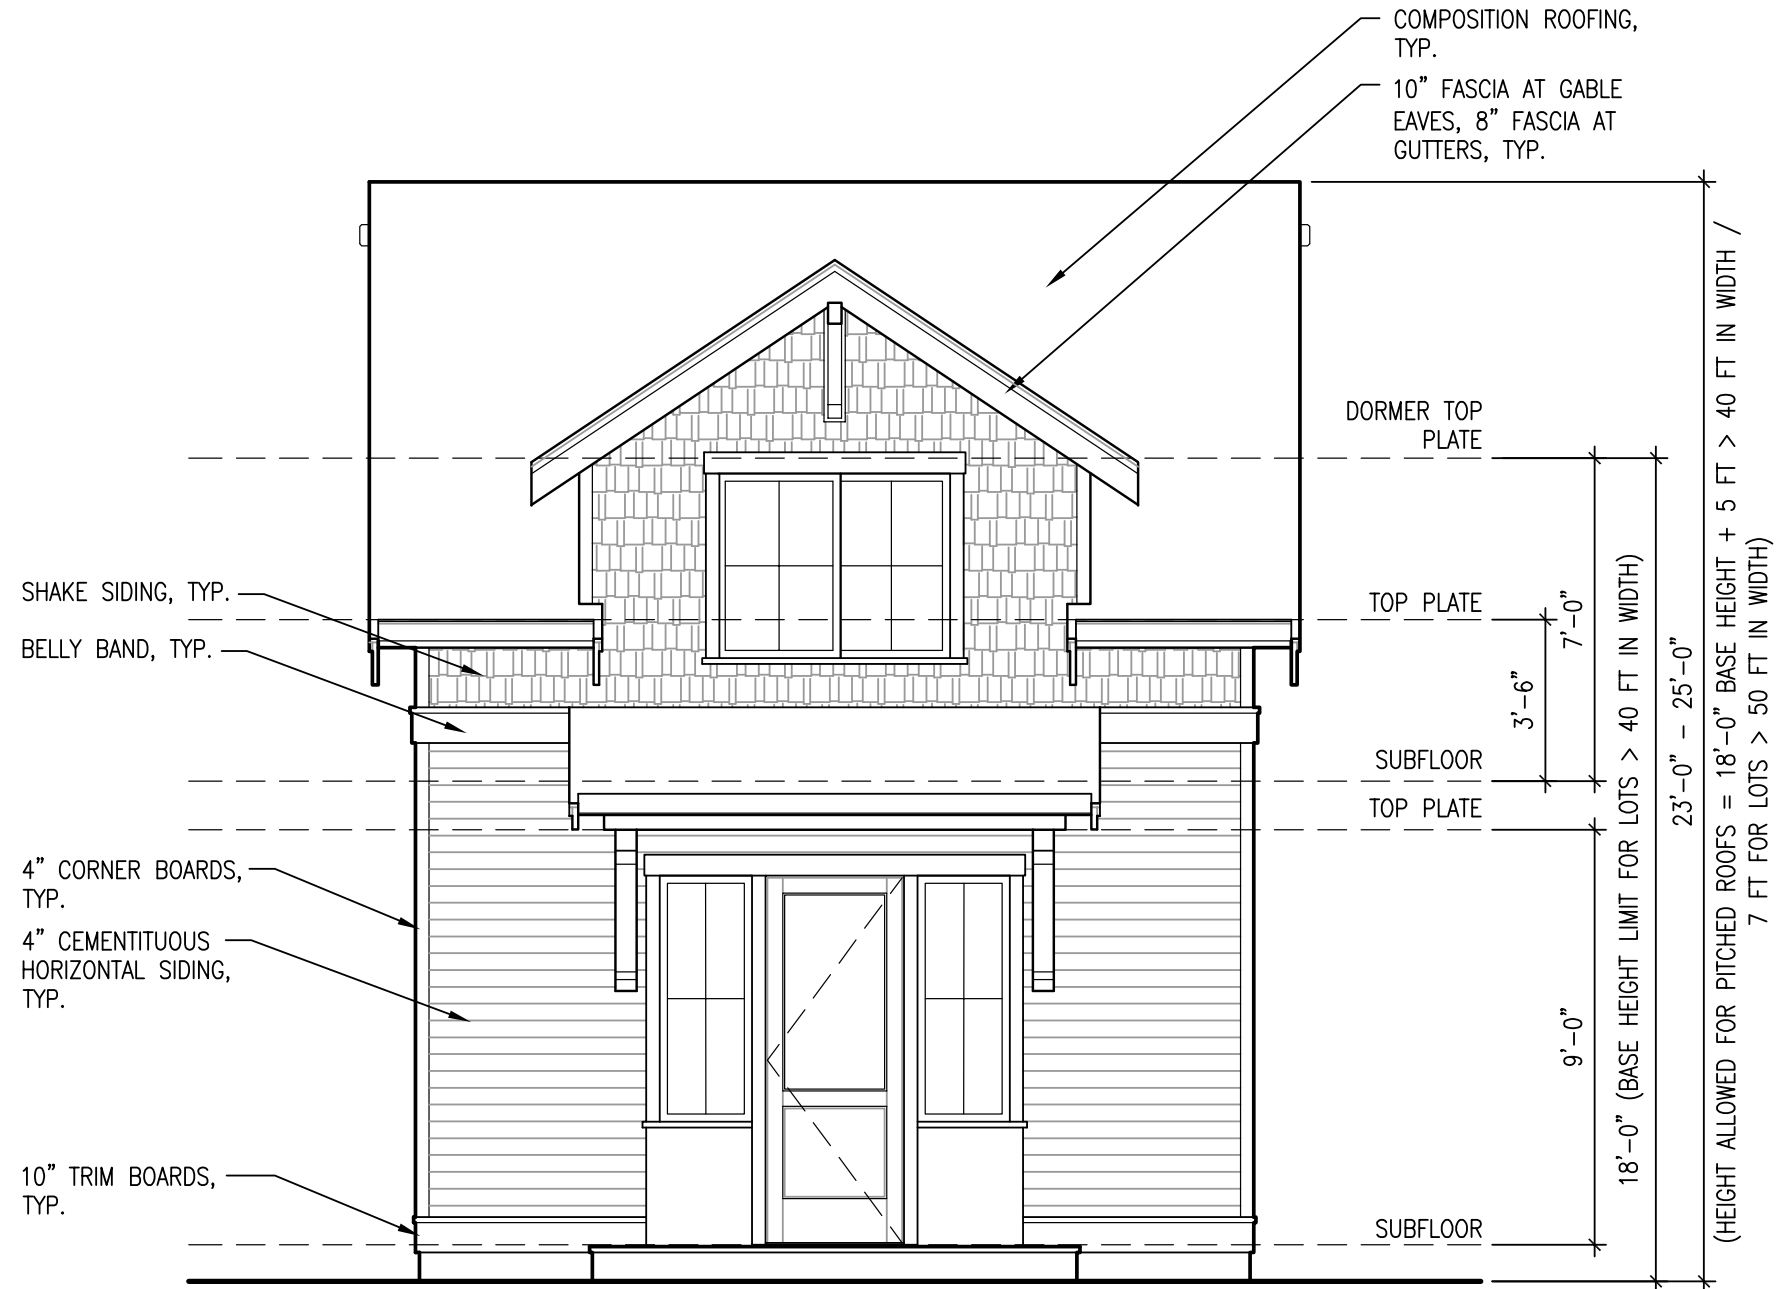 COMPOSITION ROOFING,
TYP.
10” FASCIA AT GABLE
EAVES, 8” FASCIA AT
GUTTERS, TYP.
DORMER TOP
PLATE
SHAKE SIDING, TYP.
BELLY BAND, TYP.
TOP PLATE
SUBFLOOR
TOP PLATE
4” CORNER BOARDS,
TYP.
4” CEMENTITUOUS
HORIZONTAL SIDING,
TYP.
10” TRIM BOARDS,
TYP.
SUBFLOOR
3’-6”
7’-0”
9’-0”
18’-0” (BASE HEIGHT LIMIT FOR LOTS > 40 FT IN WIDTH)
23’-0” - 25’-0”
(HEIGHT ALLOWED FOR PITCHED ROOFS = 18’-0” BASE HEIGHT + 5 FT > 40 FT IN WIDTH /
7 FT FOR LOTS > 50 FT IN WIDTH)